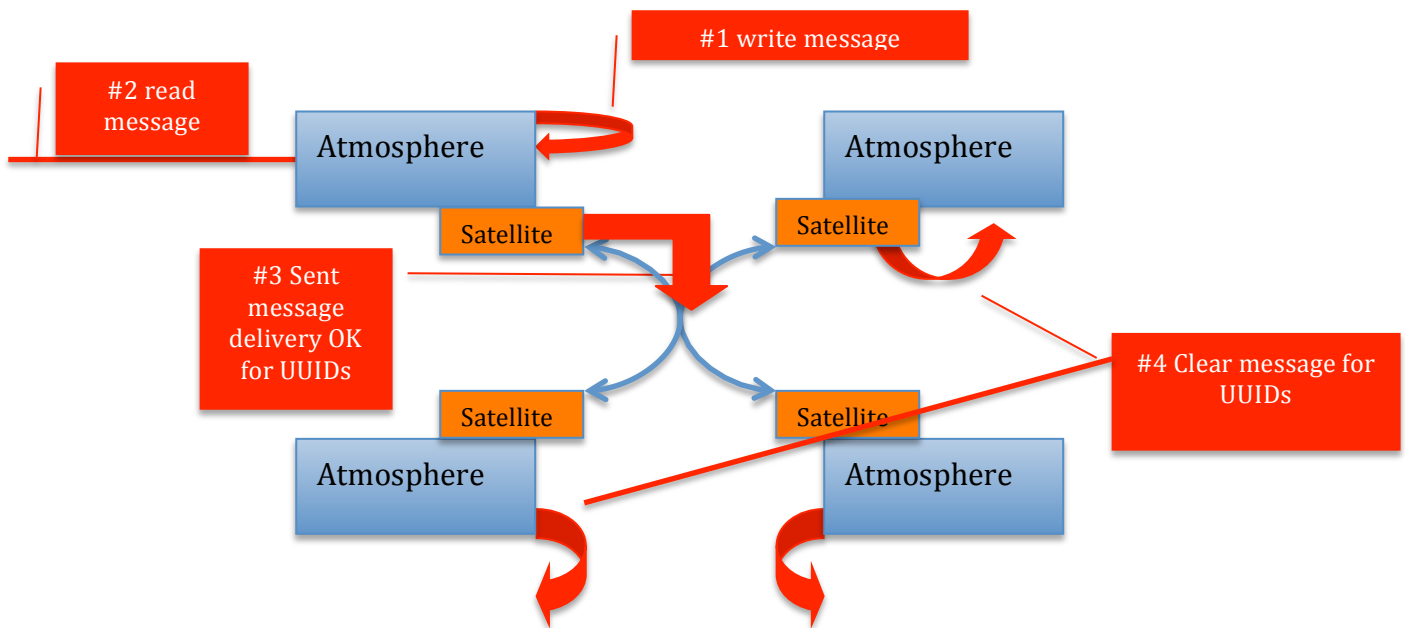 #1 write message
#2 read
message
Atmosphere
Atmosphere
Satellite
Satellite
#3 Sent
message
delivery OK
for UUIDs
#4 Clear message for
UUIDs
Satellite
Satellite
Atmosphere
Atmosphere